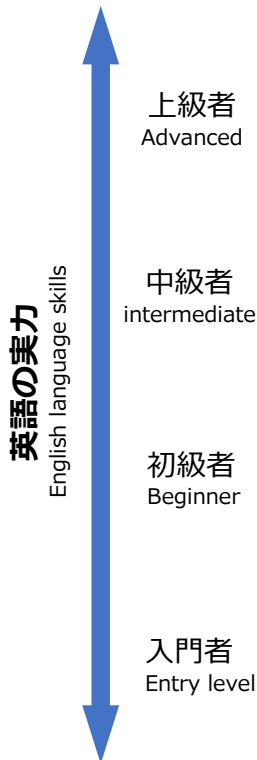 英語の実力
English language skills
上級者
Advanced
中級者
intermediate
初級者
Beginner
入門者
Entry level